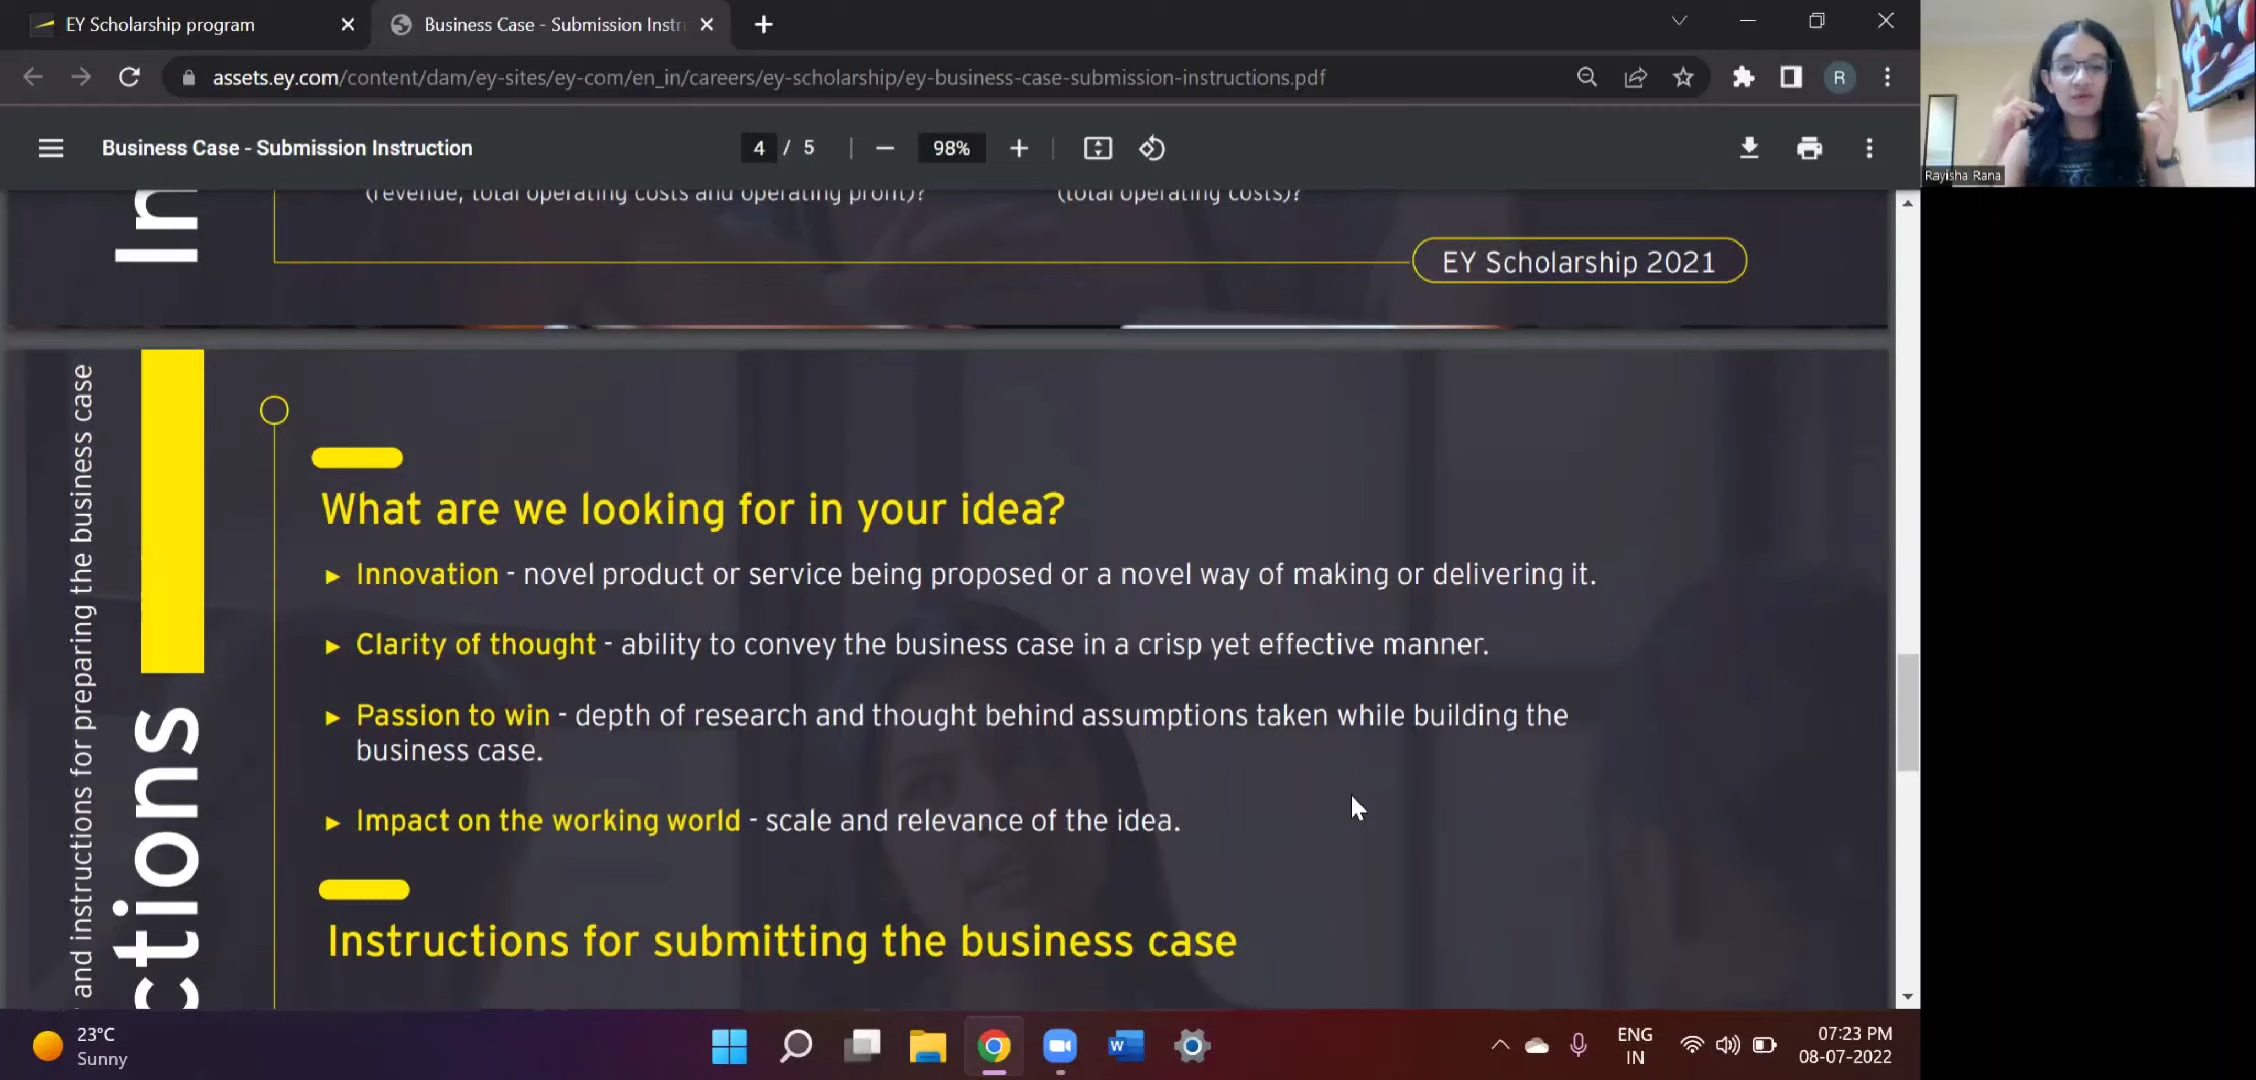 EY Scholarship program
Business Case - Submission Instr
assets.ey.com/content/dam/ey-sites/ey-com/en_in/careers/ey-scholarship/ey-business-case-submission-instructions.pdf
R
Business Case - Submission Instruction
4 / 5
98%
Rayisha Rana
(revenue, total operating costs and operating profit)?
(total operating costs)?
In
EY Scholarship 2021
and instructions for preparing the business case
ctions
What are we looking for in your idea?
► Innovation - novel product or service being proposed or a novel way of making or delivering it.
► Clarity of thought - ability to convey the business case in a crisp yet effective manner.
► Passion to win - depth of research and thought behind assumptions taken while building the
business case.
► Impact on the working world - scale and relevance of the idea.
Instructions for submitting the business case
23°C
Sunny
W
ENG
IN
07:23 PM
08-07-2022